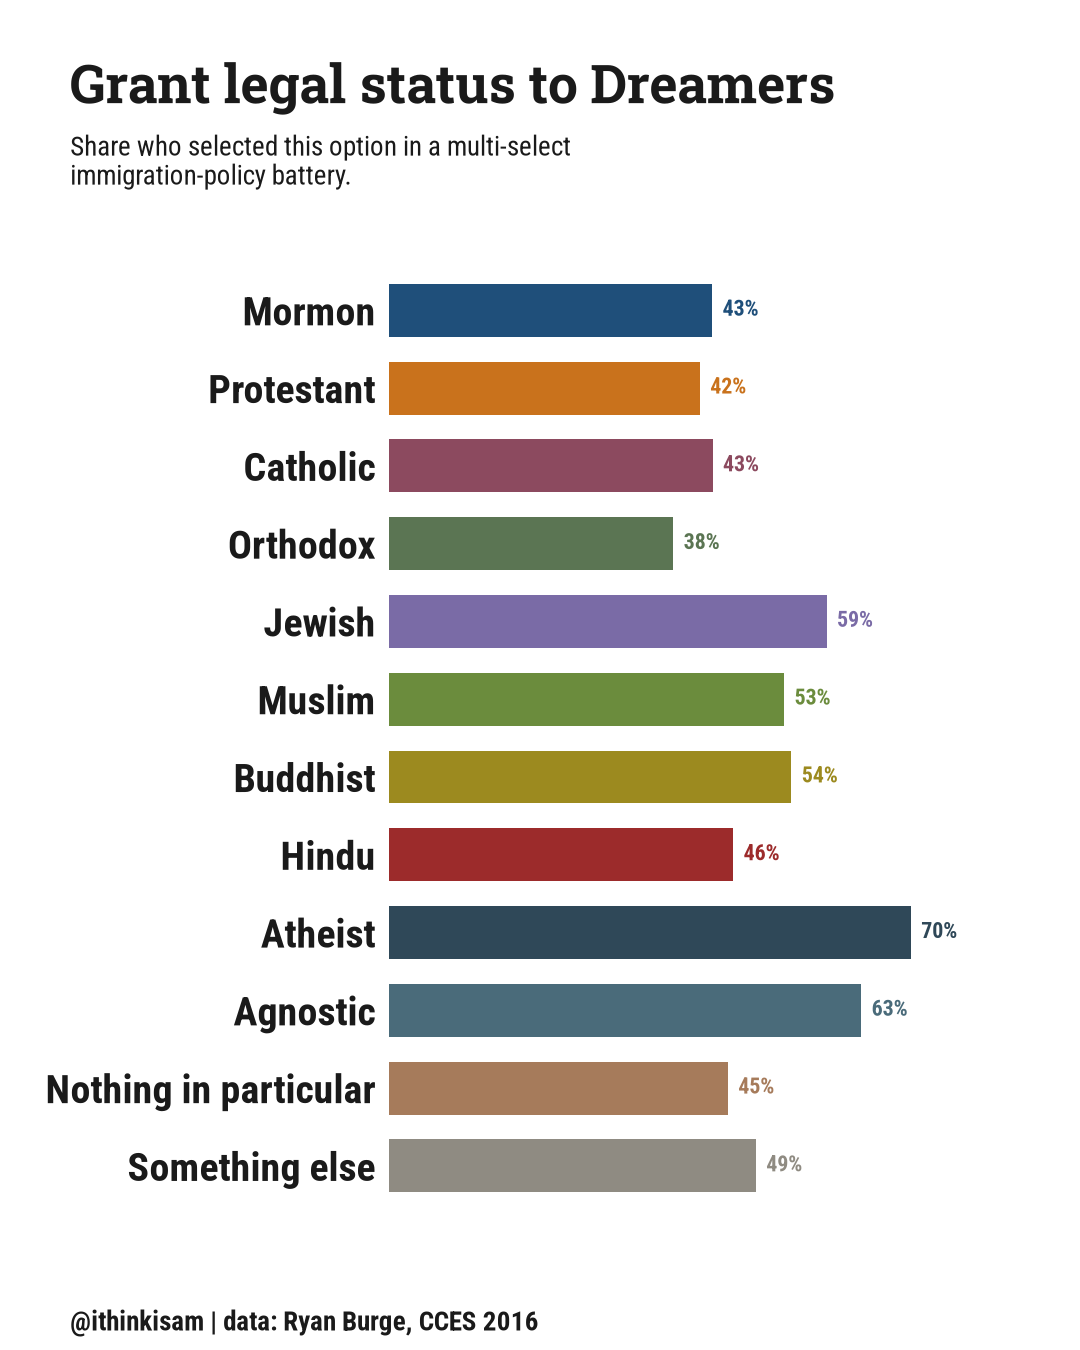 Grant legal status to Dreamers
Share who selected this option in a multi-select
immigration-policy battery.
Mormon 43%
Protestant 42%
Catholic 43%
Orthodox 38%
Jewish 59%
Muslim 53%
Buddhist 54%
Hindu 46%
Atheist 70%
Agnostic 63%
Nothing in particular 45%
Something else 49%
@ithinkisam | data: Ryan Burge, CCES 2016